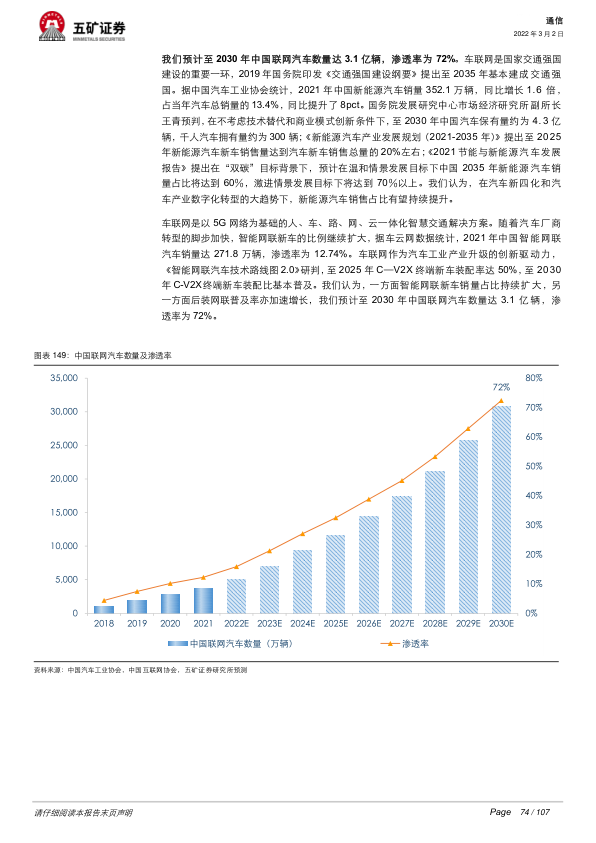 五矿证券
MINMETALS SECURITIES
通信
2022 年 3 月 2 日
我们预计至 2030 年中国联网汽车数量达 3.1 亿辆，渗透率为 72%。车联网是国家交通强国
建设的重要一环，2019 年国务院印发《交通强国建设纲要》提出至 2035 年基本建成交通强
国。据中国汽车工业协会统计，2021 年中国新能源汽车销量 352.1 万辆，同比增长 1.6 倍，
占当年汽车总销量的 13.4%，同比提升了 8pct。国务院发展研究中心市场经济研究所副所长
王青预判，在不考虑技术替代和商业模式创新条件下，至 2030 年中国汽车保有量约为 4.3 亿
辆，千人汽车拥有量约为 300 辆；《新能源汽车产业发展规划（2021-2035 年）》提出至 2025
年新能源汽车新车销售量达到汽车新车销售总量的 20%左右；《2021 节能与新能源汽车发展
报告》提出在“双碳”目标背景下，预计在温和情景发展目标下中国 2035 年新能源汽车销
量占比将达到 60%，激进情景发展目标下将达到 70%以上。我们认为，在汽车新四化和汽
车产业数字化转型的大趋势下，新能源汽车销售占比有望持续提升。
车联网是以 5G 网络为基础的人、车、路、网、云一体化智慧交通解决方案。随着汽车厂商
转型的脚步加快，智能网联新车的比例继续扩大，据车云网数据统计，2021 年中国智能网联
汽车销量达 271.8 万辆，渗透率为 12.74%。车联网作为汽车工业产业升级的创新驱动力，
《智能网联汽车技术路线图 2.0》研判，至 2025 年 C—V2X 终端新车装配率达 50%，至 2030
年 C-V2X 终端新车装配比基本普及。我们认为，一方面智能网联新车销量占比持续扩大，另
一方面后装网联普及率亦加速增长，我们预计至 2030 年中国联网汽车数量达 3.1 亿辆，渗
透率为 72%。
图表 149：中国联网汽车数量及渗透率
35,000
30,000
25,000
20,000
15,000
10,000
5,000
0
80%
70%
60%
50%
40%
30%
20%
10%
0%
72%
2018 2019 2020 2021 2022E 2023E 2024E 2025E 2026E 2027E 2028E 2029E 2030E
中国联网汽车数量（万辆） 渗透率
资料来源：中国汽车工业协会，中国互联网协会，五矿证券研究所预测
请仔细阅读本报告末页声明
Page 74 / 107